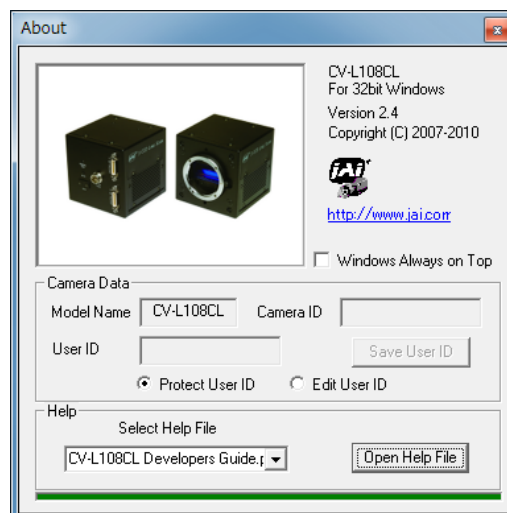 About
CV-L108CL
For 32bit Windows
Version 2.4
Copyright (C) 2007-2010
JAi
http://www.jai.com
Windows Always on Top
Camera Data
Model Name CV-L108CL Camera ID
User ID Save User ID
Protect User ID Edit User ID
Help
Select Help File
CV-L108CL Developers Guide.p Open Help File